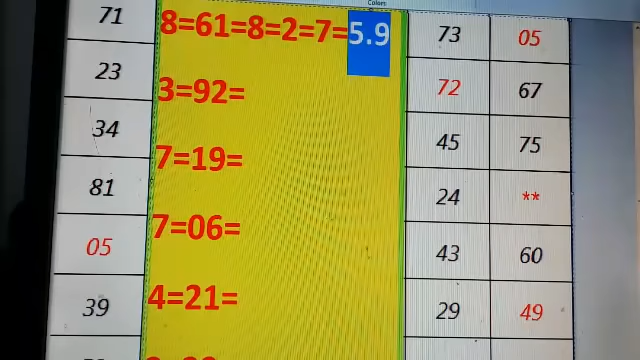 Colors
71 8=61=8=2=7=5.9 73 05
23 3=92= 72 67
34 7=19= 45 75
81 7=06= 24 **
05 4=21= 43 60
39 29 49